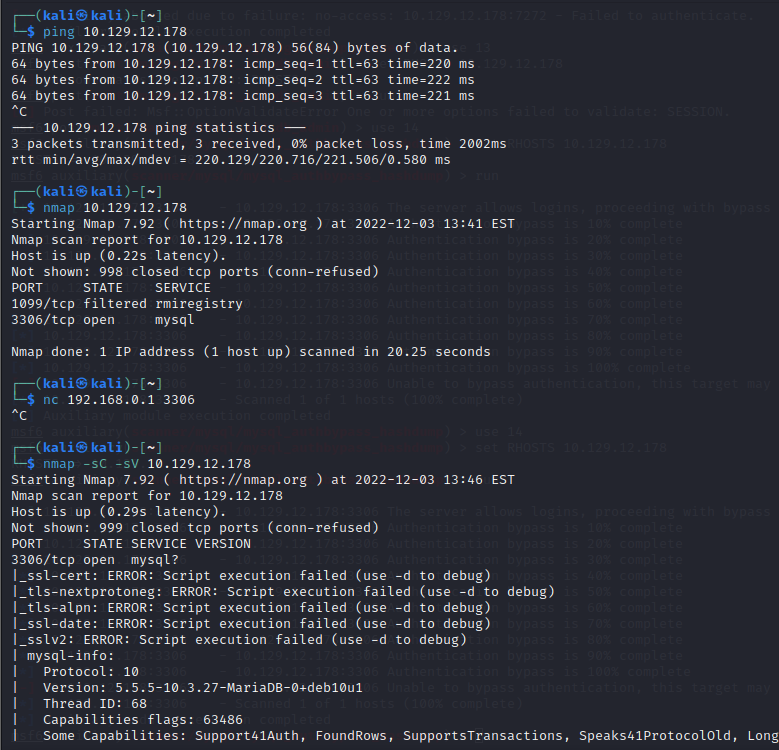 ┌──(kali㉿kali)-[~]
└─$ ping 10.129.12.178
PING 10.129.12.178 (10.129.12.178) 56(84) bytes of data.
64 bytes from 10.129.12.178: icmp_seq=1 ttl=63 time=220 ms
64 bytes from 10.129.12.178: icmp_seq=2 ttl=63 time=222 ms
64 bytes from 10.129.12.178: icmp_seq=3 ttl=63 time=221 ms
^C
--- 10.129.12.178 ping statistics ---
3 packets transmitted, 3 received, 0% packet loss, time 2002ms
rtt min/avg/max/mdev = 220.129/220.716/221.506/0.580 ms
┌──(kali㉿kali)-[~]
└─$ nmap 10.129.12.178
Starting Nmap 7.92 ( https://nmap.org ) at 2022-12-03 13:41 EST
Nmap scan report for 10.129.12.178
Host is up (0.22s latency).
Not shown: 998 closed tcp ports (conn-refused)
PORT     STATE    SERVICE
1099/tcp filtered rmiregistry
3306/tcp open     mysql
Nmap done: 1 IP address (1 host up) scanned in 20.25 seconds
┌──(kali㉿kali)-[~]
└─$ nc 192.168.0.1 3306
^C
┌──(kali㉿kali)-[~]
└─$ nmap -sC -sV 10.129.12.178
Starting Nmap 7.92 ( https://nmap.org ) at 2022-12-03 13:46 EST
Nmap scan report for 10.129.12.178
Host is up (0.29s latency).
Not shown: 999 closed tcp ports (conn-refused)
PORT     STATE SERVICE VERSION
3306/tcp open  mysql?
|_ssl-cert: ERROR: Script execution failed (use -d to debug)
|_tls-nextprotoneg: ERROR: Script execution failed (use -d to debug)
|_tls-alpn: ERROR: Script execution failed (use -d to debug)
|_ssl-date: ERROR: Script execution failed (use -d to debug)
|_sslv2: ERROR: Script execution failed (use -d to debug)
| mysql-info:
|   Protocol: 10
|   Version: 5.5.5-10.3.27-MariaDB-0+deb10u1
|   Thread ID: 68
|   Capabilities flags: 63486
|   Some Capabilities: Support41Auth, FoundRows, SupportsTransactions, Speaks41ProtocolOld, Long